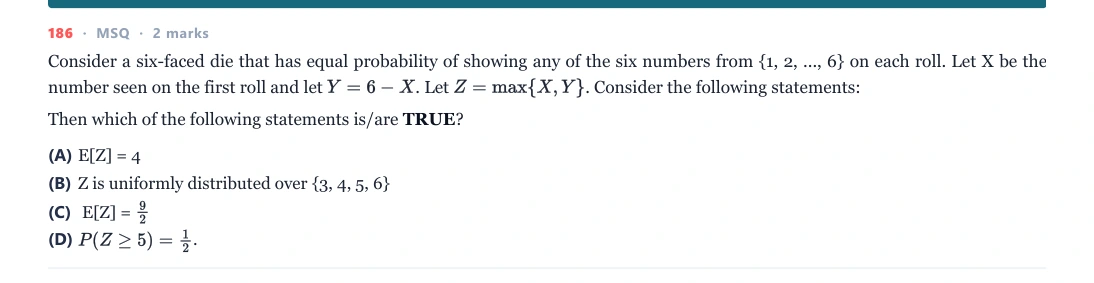 186 · MSQ · 2 marks
Consider a six-faced die that has equal probability of showing any of the six numbers from {1, 2, ..., 6} on each roll. Let X be the
number seen on the first roll and let Y = 6 − X. Let Z = max{X, Y}. Consider the following statements:
Then which of the following statements is/are TRUE?
(A) E[Z] = 4
(B) Z is uniformly distributed over {3, 4, 5, 6}
(C) E[Z] = 9/2
(D) P(Z ≥ 5) = 1/2.